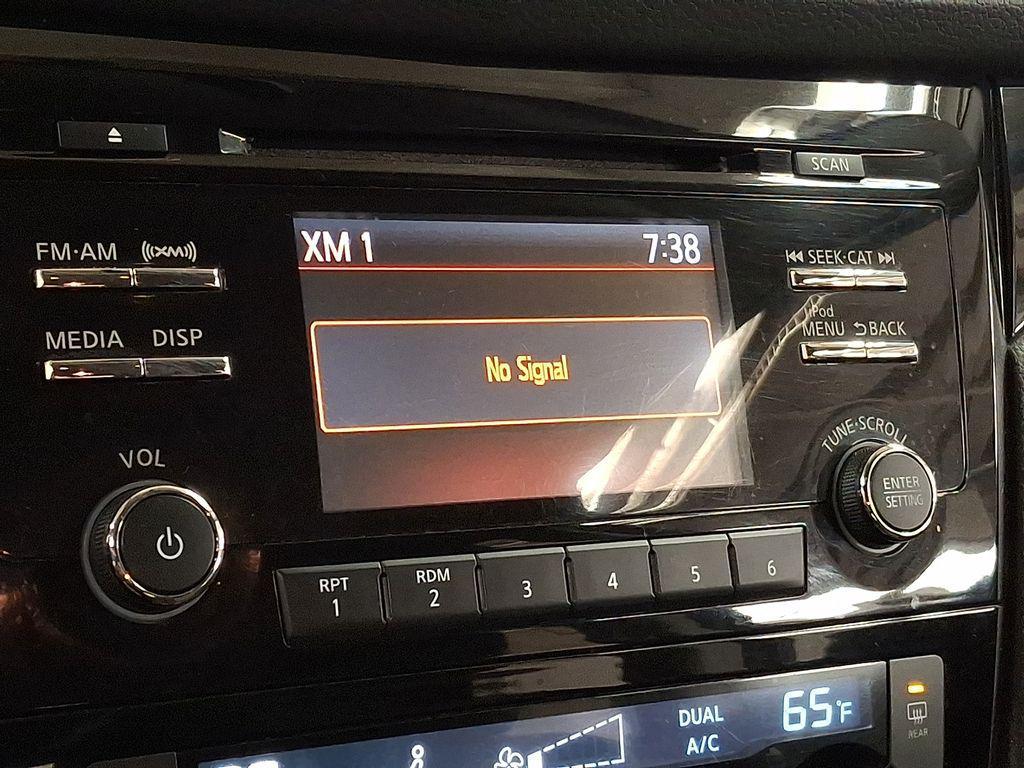 SCAN
FM·AM XM
XM 1 7:38
SEEK·CAT
MEDIA DISP
iPod
MENU BACK
No Signal
VOL
TUNE·SCROLL
ENTER
SETTING
RPT
1
RDM
2
3
4
5
6
DUAL
A/C
65°F
REAR